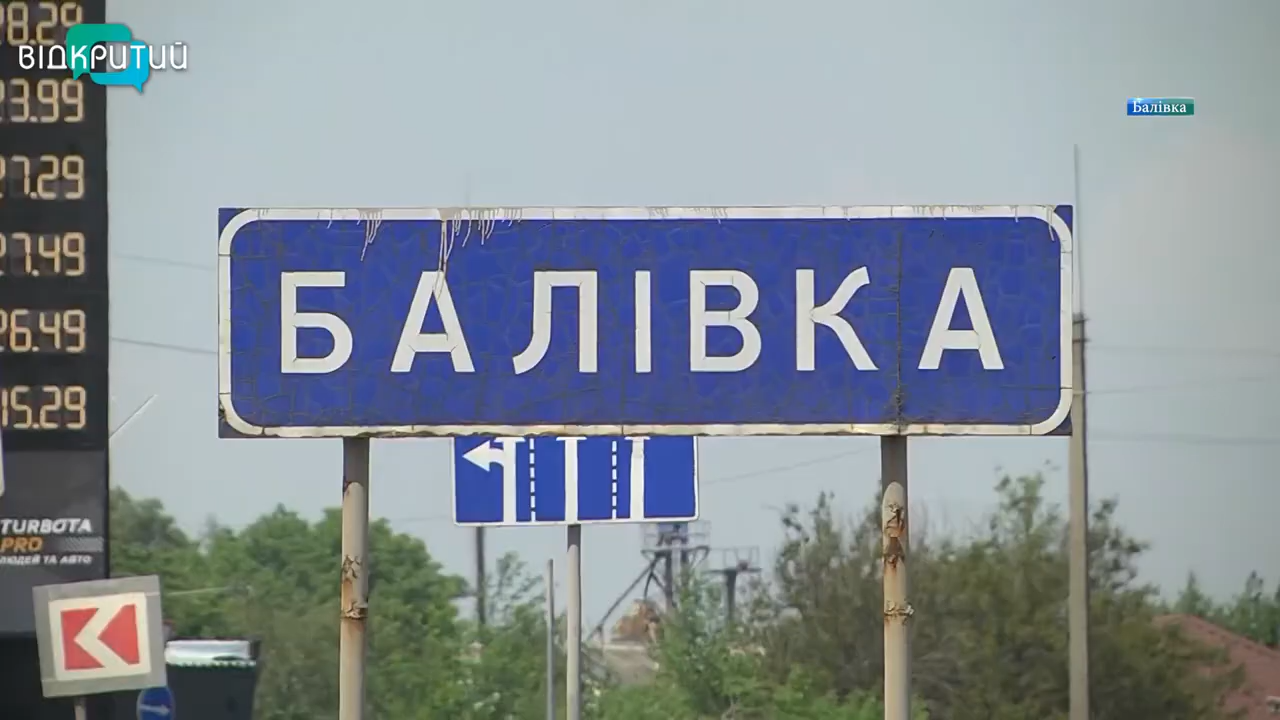 28.29
ВІДКРИТИЙ
23.99
Балівка
27.29
27.49
БАЛІВКА
26.49
15.29
TURBOTA
PRO
ЛЮДЕЙ ТА АВТО